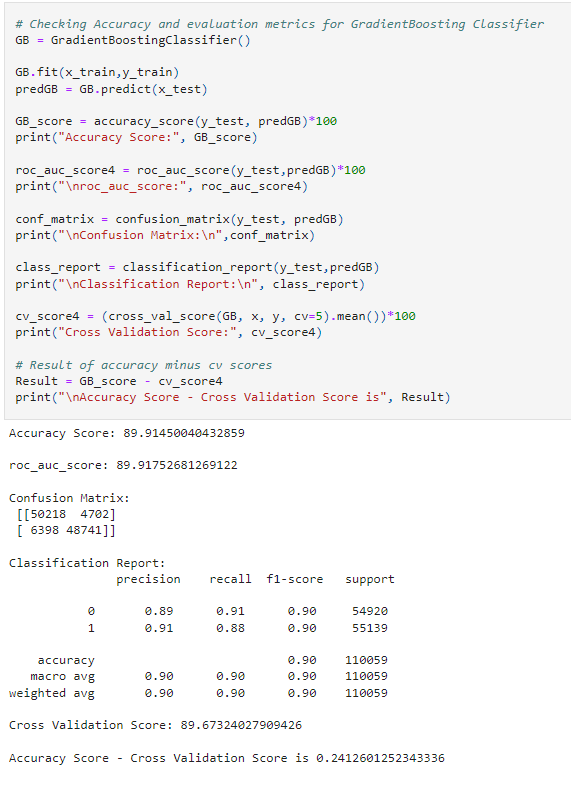 # Checking Accuracy and evaluation metrics for GradientBoosting Classifier
GB = GradientBoostingClassifier()
GB.fit(x_train,y_train)
predGB = GB.predict(x_test)
GB_score = accuracy_score(y_test, predGB)*100
print("Accuracy Score:", GB_score)
roc_auc_score4 = roc_auc_score(y_test,predGB)*100
print("\nroc_auc_score:", roc_auc_score4)
conf_matrix = confusion_matrix(y_test, predGB)
print("\nConfusion Matrix:\n",conf_matrix)
class_report = classification_report(y_test,predGB)
print("\nClassification Report:\n", class_report)
cv_score4 = (cross_val_score(GB, x, y, cv=5).mean())*100
print("Cross Validation Score:", cv_score4)
# Result of accuracy minus cv scores
Result = GB_score - cv_score4
print("\nAccuracy Score - Cross Validation Score is", Result)
Accuracy Score: 89.91450040432859
roc_auc_score: 89.91752681269122
Confusion Matrix:
[[50218 4702]
[ 6398 48741]]
Classification Report:
precision recall f1-score support
0 0.89 0.91 0.90 54920
1 0.91 0.88 0.90 55139
accuracy 0.90 110059
macro avg 0.90 0.90 0.90 110059
weighted avg 0.90 0.90 0.90 110059
Cross Validation Score: 89.67324027909426
Accuracy Score - Cross Validation Score is 0.2412601252343336